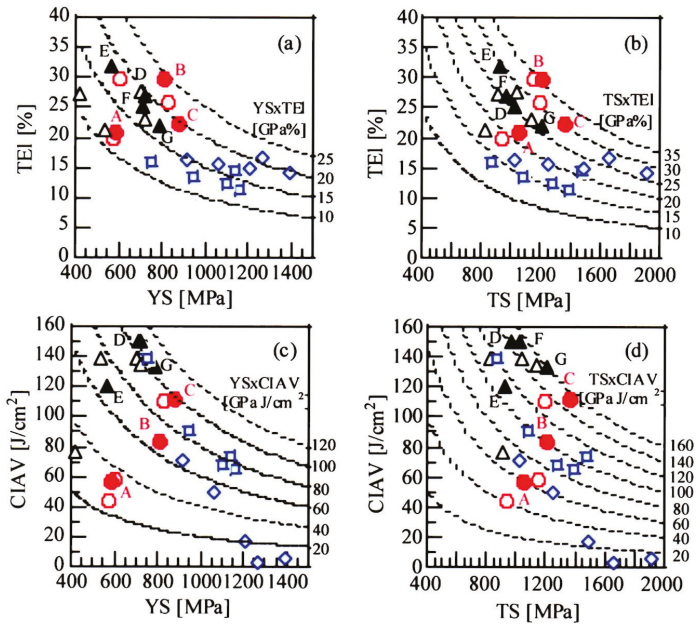 (a)
YSxTEl
[GPa%]
E
D
B
F
A
C
G
TEl [%]
40
35
30
25
20
15
10
5
0
25
20
15
10
400 600 800 1000 1200 1400
YS [MPa]
(b)
TSxTEl
[GPa%]
E
B
F
D
C
G
A
TEl [%]
40
35
30
25
20
15
10
5
0
35
30
25
20
15
10
400 800 1200 1600 2000
TS [MPa]
(c)
YSxCIAV
[GPa J/cm²]
D
G
E
C
B
A
CIAV [J/cm²]
160
140
120
100
80
60
40
20
0
120
100
80
60
40
20
400 600 800 1000 1200 1400
YS [MPa]
(d)
TSxCIAV
[GPa J/cm²]
D F
G
E
C
B
A
CIAV [J/cm²]
160
140
120
100
80
60
40
20
0
160
140
120
100
80
60
40
20
400 800 1200 1600 2000
TS [MPa]